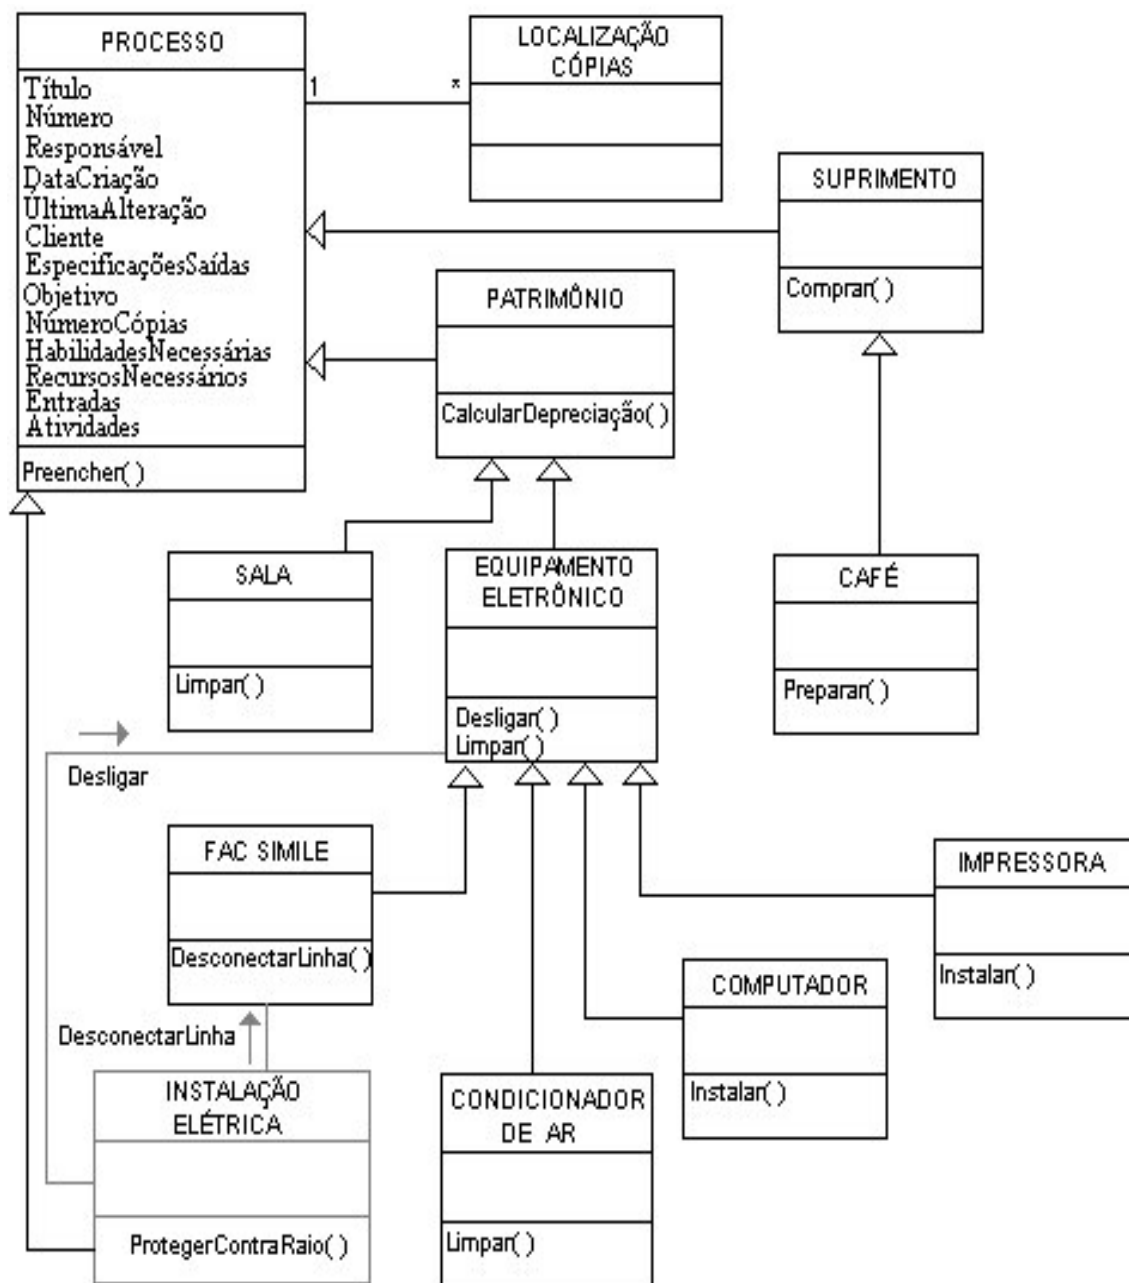 PROCESSO
Título
Número
Responsável
DataCriação
ÚltimaAlteração
Cliente
EspecificaçõesSaídas
Objetivo
NúmeroCópias
HabilidadesNecessárias
RecursosNecessários
Entradas
Atividades
Preencher( )
1
*
LOCALIZAÇÃO
CÓPIAS
SUPRIMENTO
Comprar( )
PATRIMÔNIO
CalcularDepreciação( )
SALA
Limpar( )
EQUIPAMENTO
ELETRÔNICO
Desligar( )
Limpar( )
CAFÉ
Preparar( )
Desligar
FAC SIMILE
DesconectarLinha( )
IMPRESSORA
Instalar( )
COMPUTADOR
Instalar( )
DesconectarLinha
INSTALAÇÃO
ELÉTRICA
ProtegerContraRaio( )
CONDICIONADOR
DE AR
Limpar( )